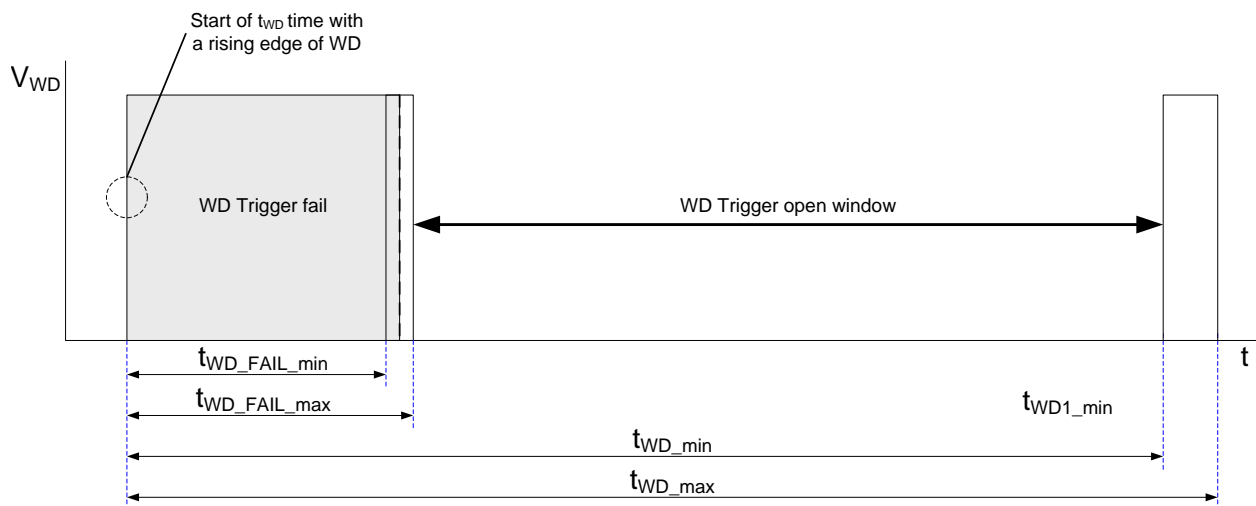 Start of tWD time with
a rising edge of WD
VWD
WD Trigger fail
WD Trigger open window
tWD_FAIL_min
t
tWD_FAIL_max
tWD1_min
tWD_min
tWD_max